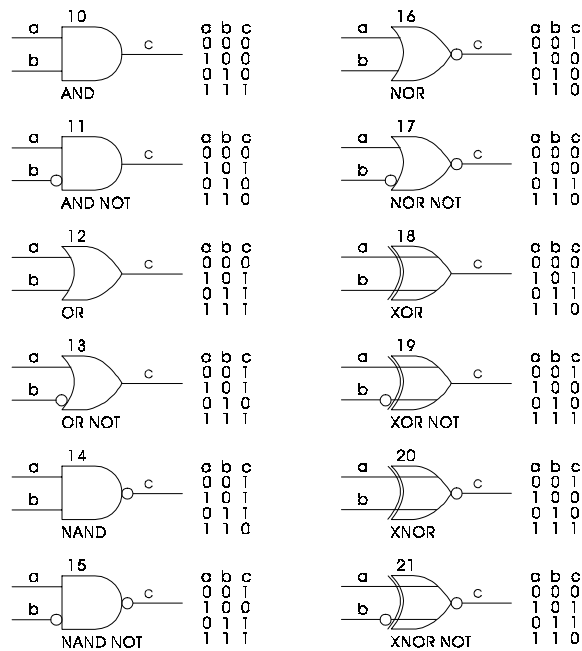 10
a
b
c
AND
a b c
0 0 0
1 0 0
0 1 0
1 1 1
11
a
b
c
AND NOT
a b c
0 0 0
1 0 1
0 1 0
1 1 0
12
a
b
c
OR
a b c
0 0 0
1 0 1
0 1 1
1 1 1
13
a
b
c
OR NOT
a b c
0 0 1
1 0 1
0 1 0
1 1 1
14
a
b
c
NAND
a b c
0 0 1
1 0 1
0 1 1
1 1 0
15
a
b
c
NAND NOT
a b c
0 0 1
1 0 0
0 1 1
1 1 1
16
a
b
c
NOR
a b c
0 0 1
1 0 0
0 1 0
1 1 0
17
a
b
c
NOR NOT
a b c
0 0 0
1 0 0
0 1 1
1 1 0
18
a
b
c
XOR
a b c
0 0 0
1 0 1
0 1 1
1 1 0
19
a
b
c
XOR NOT
a b c
0 0 1
1 0 0
0 1 0
1 1 1
20
a
b
c
XNOR
a b c
0 0 1
1 0 0
0 1 0
1 1 1
21
a
b
c
XNOR NOT
a b c
0 0 0
1 0 1
0 1 1
1 1 0